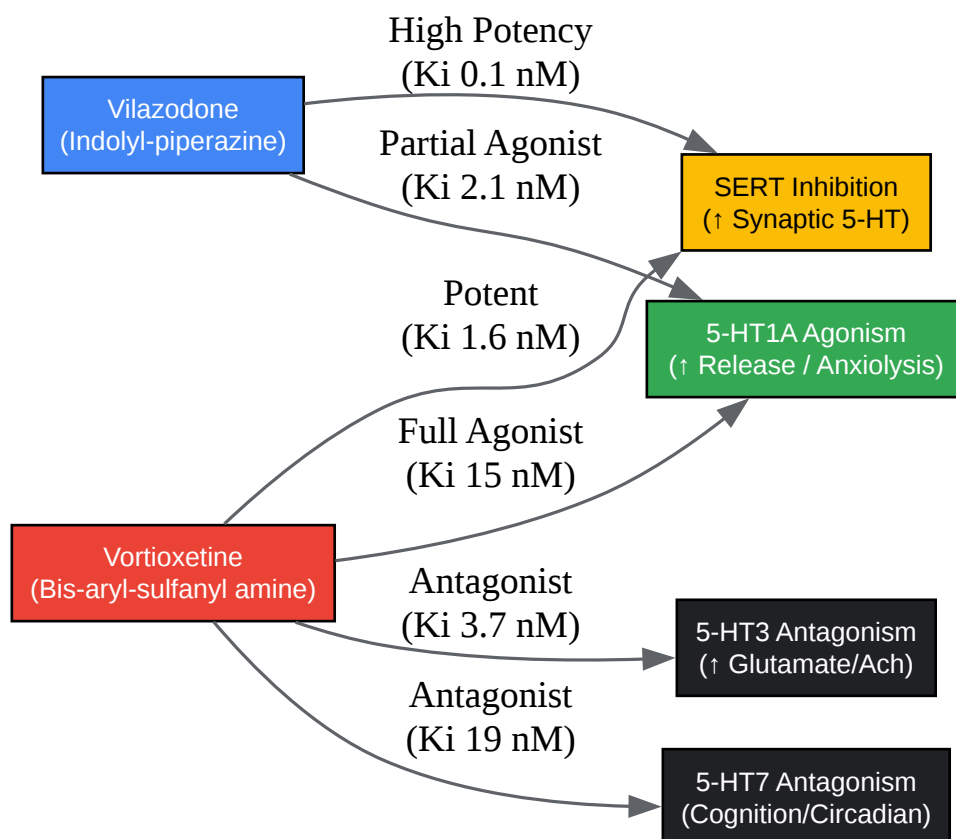 High Potency
(Ki 0.1 nM)
Vilazodone
(Indolyl-piperazine)
Partial Agonist
(Ki 2.1 nM)
SERT Inhibition
(↑ Synaptic 5-HT)
Potent
(Ki 1.6 nM)
5-HT1A Agonism
(↑ Release / Anxiolysis)
Full Agonist
(Ki 15 nM)
Vortioxetine
(Bis-aryl-sulfanyl amine)
Antagonist
(Ki 3.7 nM)
5-HT3 Antagonism
(↑ Glutamate/Ach)
Antagonist
(Ki 19 nM)
5-HT7 Antagonism
(Cognition/Circadian)